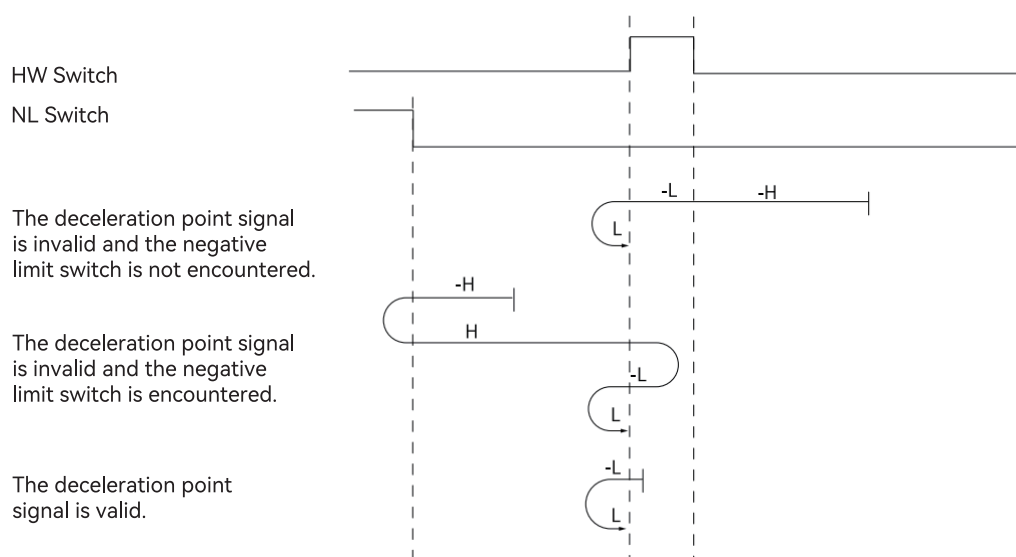 HW Switch
NL Switch
-L
-H
The deceleration point signal
is invalid and the negative
limit switch is not encountered.
L
-H
H
The deceleration point signal
is invalid and the negative
limit switch is encountered.
-L
L
-L
The deceleration point
signal is valid.
L